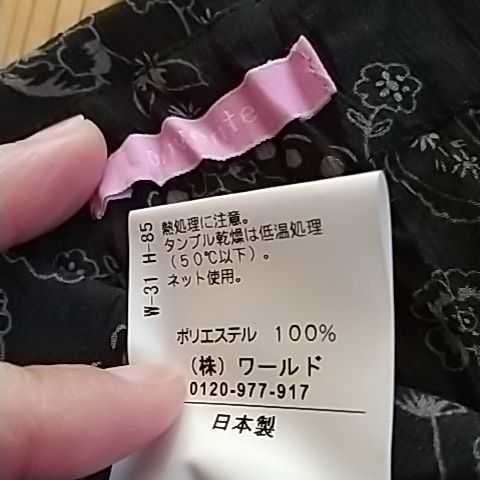 W-31 H-85
熱処理に注意。
タンブル乾燥は低温処理
（50℃以下）。
ネット使用。
ポリエステル 100%
（株）ワールド
0120-977-917
日本製